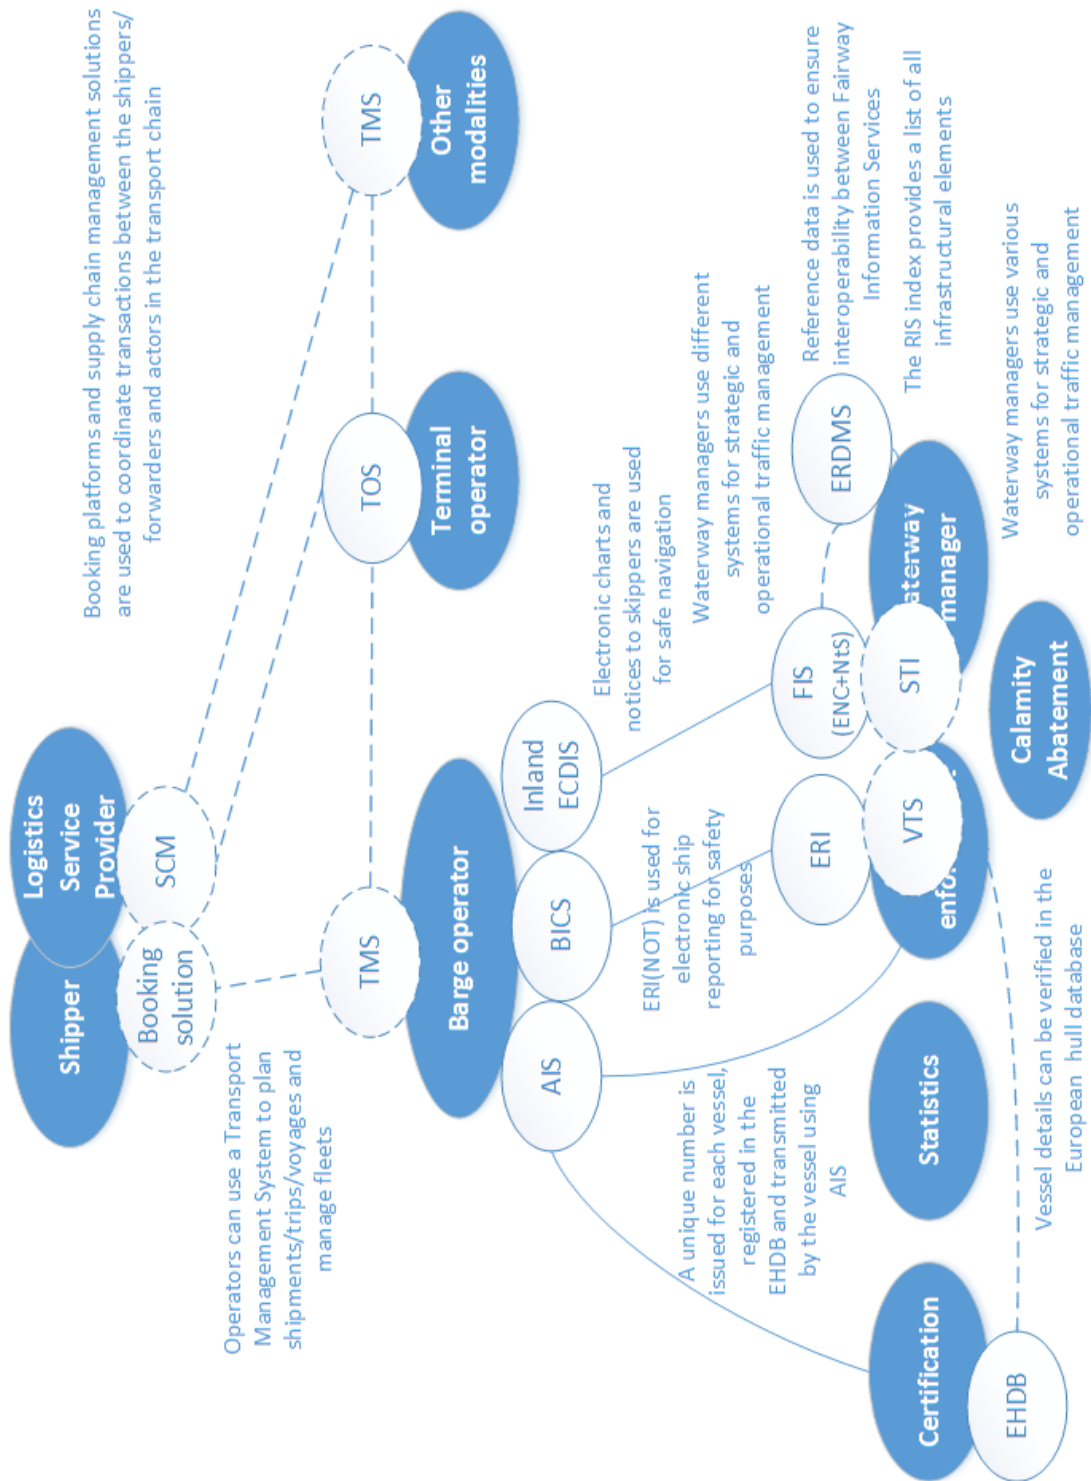 Shipper
Logistics
Service
Provider
Booking
solution
SCM
Booking platforms and supply chain management solutions
are used to coordinate transactions between the shippers/
forwarders and actors in the transport chain
Operators can use a Transport
Management System to plan
shipments/trips/voyages and
manage fleets
TMS
TOS
TMS
Barge operator
Terminal
operator
Other
modalities
AIS
BICS
Inland
ECDIS
Electronic charts and
notices to skippers are used
for safe navigation
A unique number is
issued for each vessel,
registered in the
EHDB and transmitted
by the vessel using
AIS
ERI(NOT) is used for
electronic ship
reporting for safety
purposes
Waterway managers use different
systems for strategic and
operational traffic management
Reference data is used to ensure
interoperability between Fairway
Information Services
ERI
FIS
(ENC+NtS)
ERDMS
The RIS index provides a list of all
infrastructural elements
Certification
Statistics
VTS
STI
manager
EHDB
Vessel details can be verified in the
European hull database
Calamity
Abatement
Waterway managers use various
systems for strategic and
operational traffic management